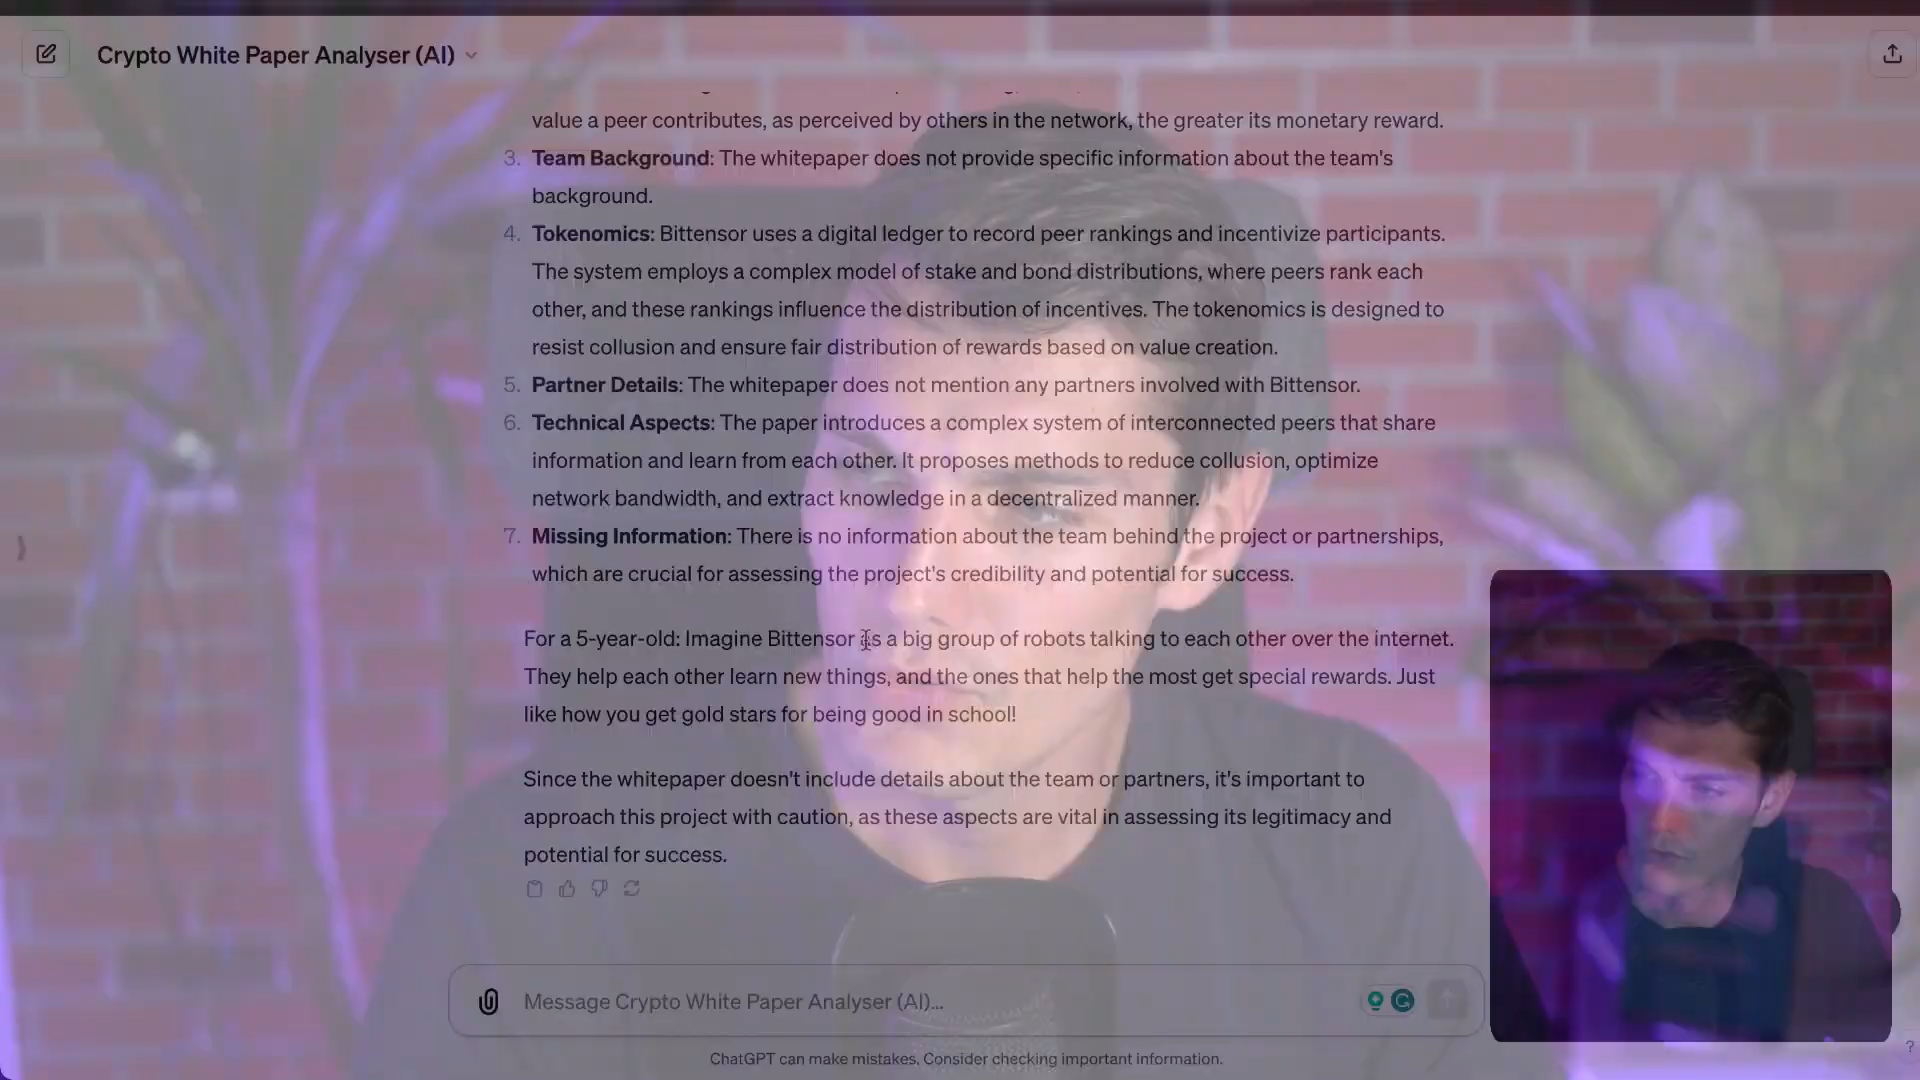 Crypto White Paper Analyser (AI)
value a peer contributes, as perceived by others in the network, the greater its monetary reward.
3. Team Background: The whitepaper does not provide specific information about the team's
background.
4. Tokenomics: Bittensor uses a digital ledger to record peer rankings and incentivize participants.
The system employs a complex model of stake and bond distributions, where peers rank each
other, and these rankings influence the distribution of incentives. The tokenomics is designed to
resist collusion and ensure fair distribution of rewards based on value creation.
5. Partner Details: The whitepaper does not mention any partners involved with Bittensor.
6. Technical Aspects: The paper introduces a complex system of interconnected peers that share
information and learn from each other. It proposes methods to reduce collusion, optimize
network bandwidth, and extract knowledge in a decentralized manner.
7. Missing Information: There is no information about the team behind the project or partnerships,
which are crucial for assessing the project's credibility and potential for success.
For a 5-year-old: Imagine Bittensor is a big group of robots talking to each other over the internet.
They help each other learn new things, and the ones that help the most get special rewards. Just
like how you get gold stars for being good in school!
Since the whitepaper doesn't include details about the team or partners, it's important to
approach this project with caution, as these aspects are vital in assessing its legitimacy and
potential for success.
Message Crypto White Paper Analyser (AI)...
ChatGPT can make mistakes. Consider checking important information.
?